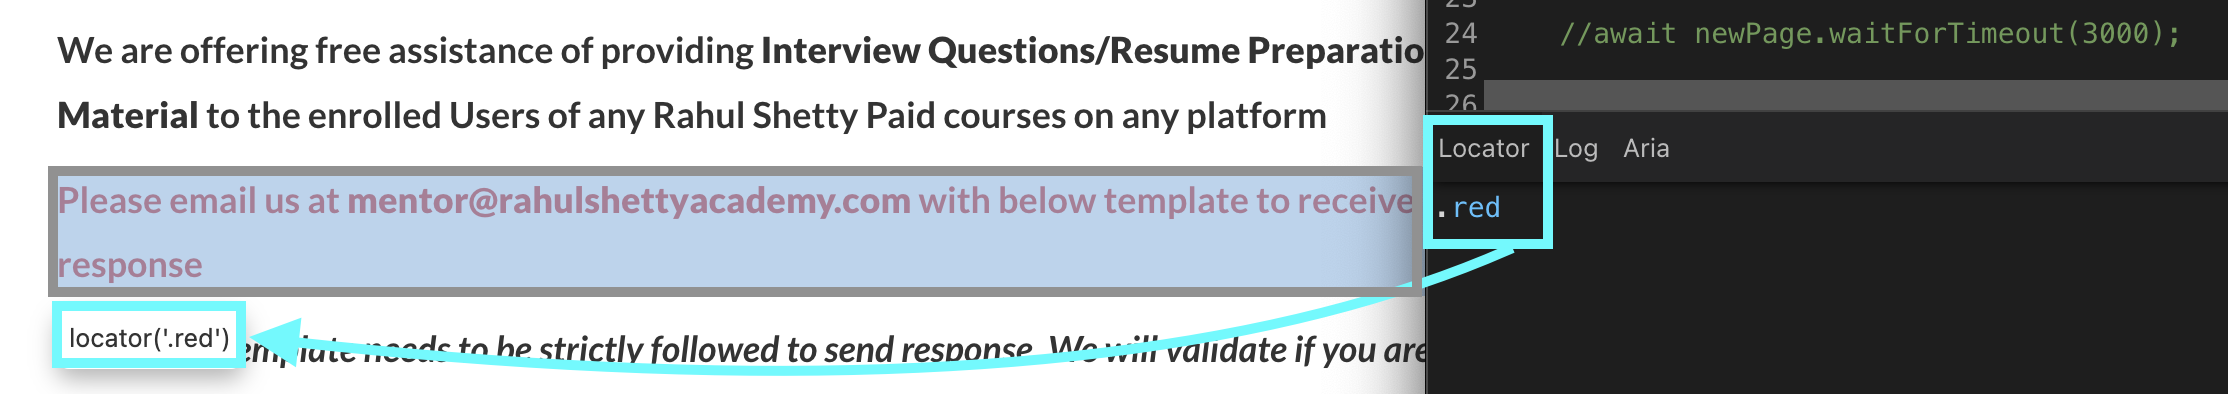 We are offering free assistance of providing Interview Questions/Resume Preparatio
Material to the enrolled Users of any Rahul Shetty Paid courses on any platform
Please email us at mentor@rahulshettyacademy.com with below template to receive
response
locator('.red')
emplate needs to be strictly followed to send response. We will validate if you are
23
24 //await newPage.waitForTimeout(3000);
25
26
Locator Log Aria
.red